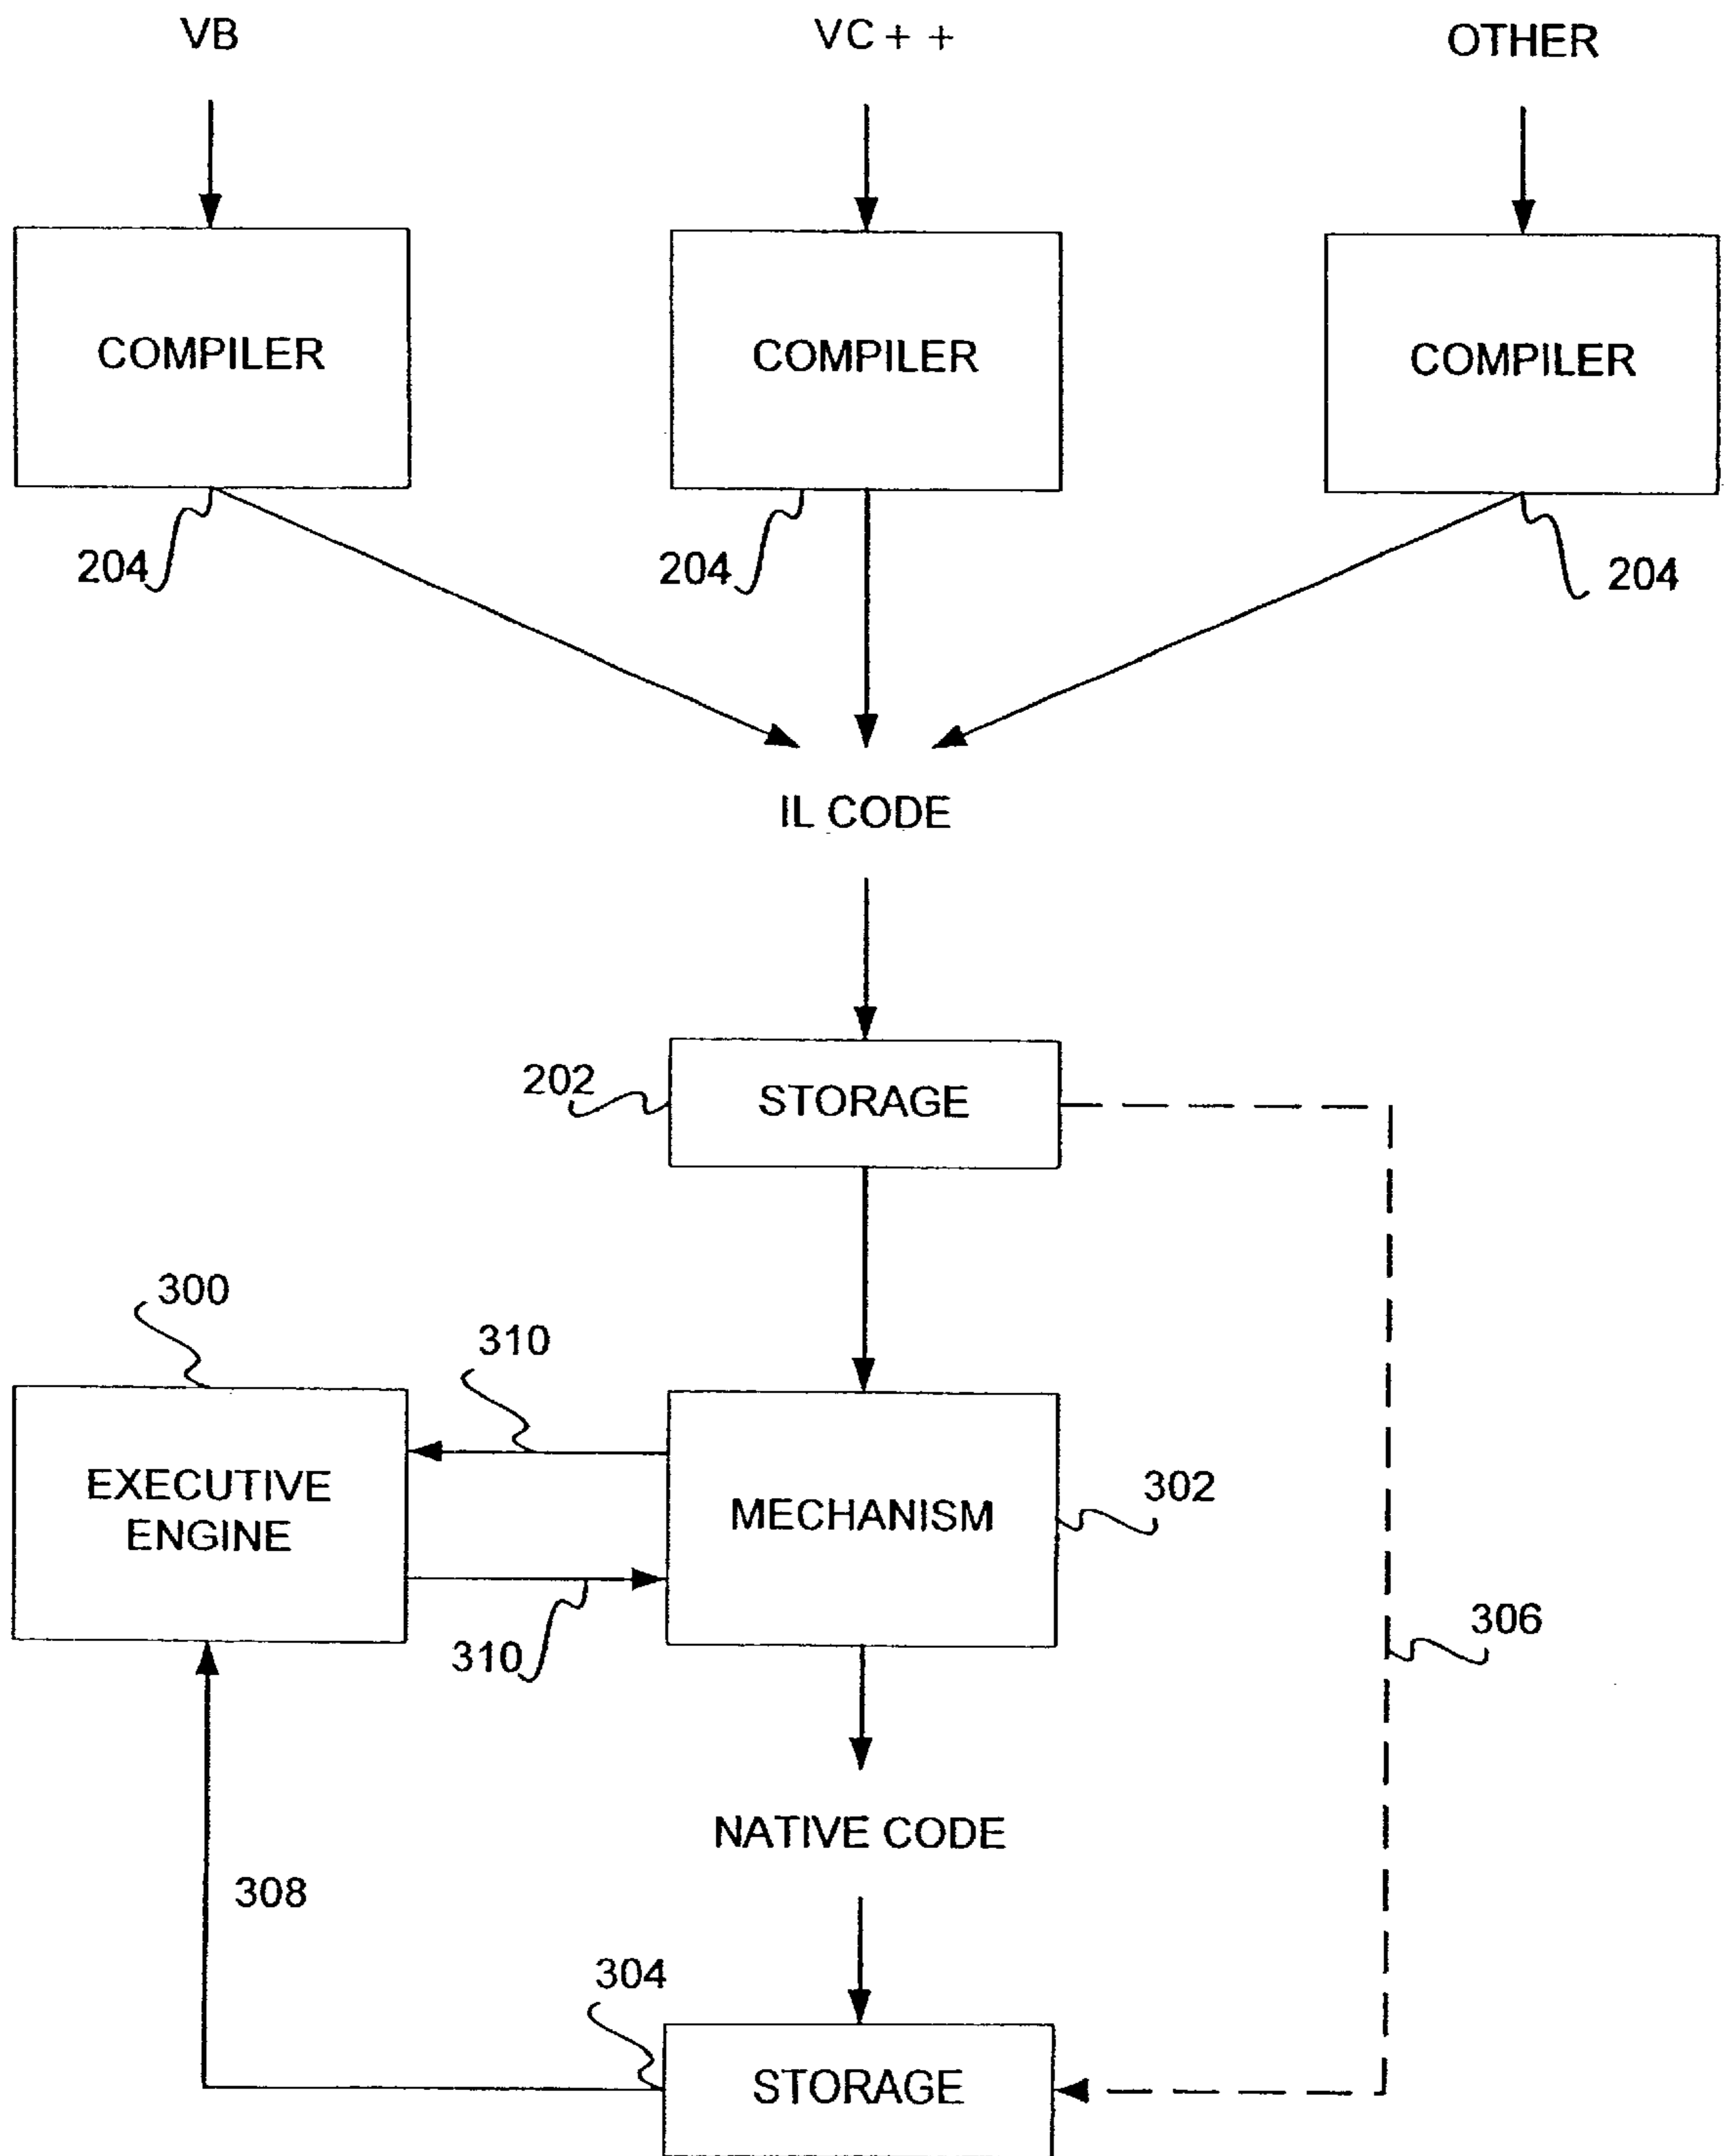 VB
VC + +
OTHER
COMPILER
COMPILER
COMPILER
204
204
204
IL CODE
202
STORAGE
300
310
EXECUTIVE
ENGINE
MECHANISM
302
310
306
NATIVE CODE
308
304
STORAGE